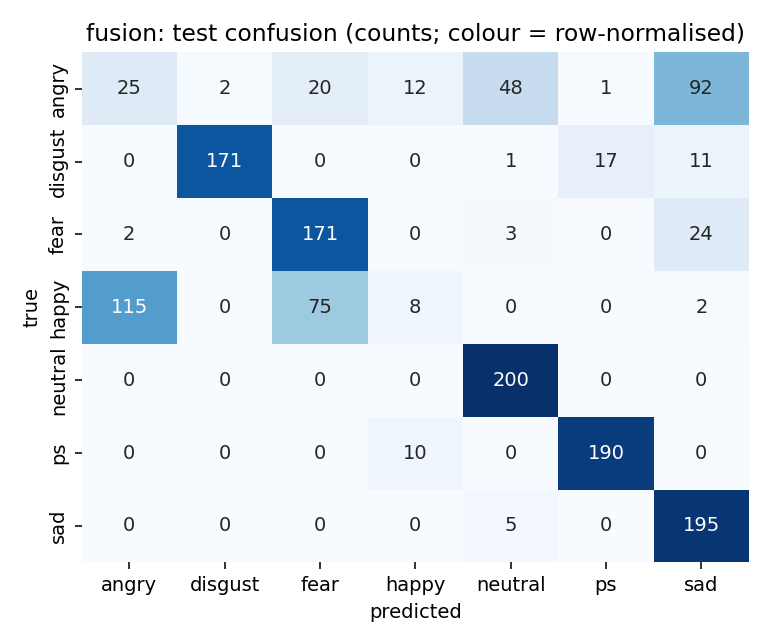 fusion: test confusion (counts; colour = row-normalised)
true
angry 25 2 20 12 48 1 92
disgust 0 171 0 0 1 17 11
fear 2 0 171 0 3 0 24
happy 115 0 75 8 0 0 2
neutral 0 0 0 0 200 0 0
ps 0 0 0 10 0 190 0
sad 0 0 0 0 5 0 195
angry disgust fear happy neutral ps sad
predicted